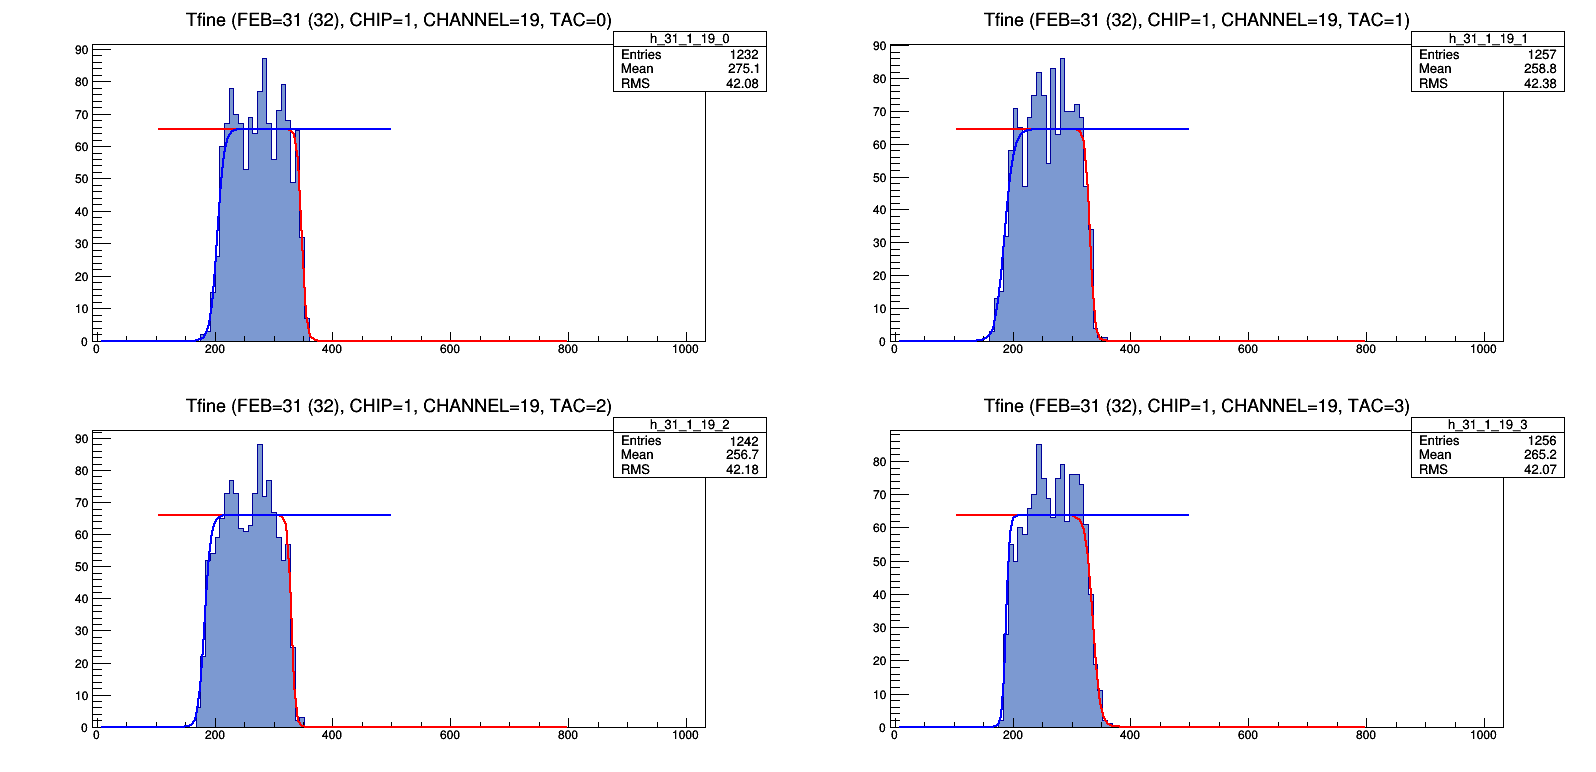 Tfine (FEB=31 (32), CHIP=1, CHANNEL=19, TAC=0)
h_31_1_19_0
Entries 1232
Mean 275.1
RMS 42.08
90
80
70
60
50
40
30
20
10
0
0 200 400 600 800 1000
Tfine (FEB=31 (32), CHIP=1, CHANNEL=19, TAC=1)
h_31_1_19_1
Entries 1257
Mean 258.8
RMS 42.38
90
80
70
60
50
40
30
20
10
0
0 200 400 600 800 1000
Tfine (FEB=31 (32), CHIP=1, CHANNEL=19, TAC=2)
h_31_1_19_2
Entries 1242
Mean 256.7
RMS 42.18
90
80
70
60
50
40
30
20
10
0
0 200 400 600 800 1000
Tfine (FEB=31 (32), CHIP=1, CHANNEL=19, TAC=3)
h_31_1_19_3
Entries 1256
Mean 265.2
RMS 42.07
80
70
60
50
40
30
20
10
0
0 200 400 600 800 1000